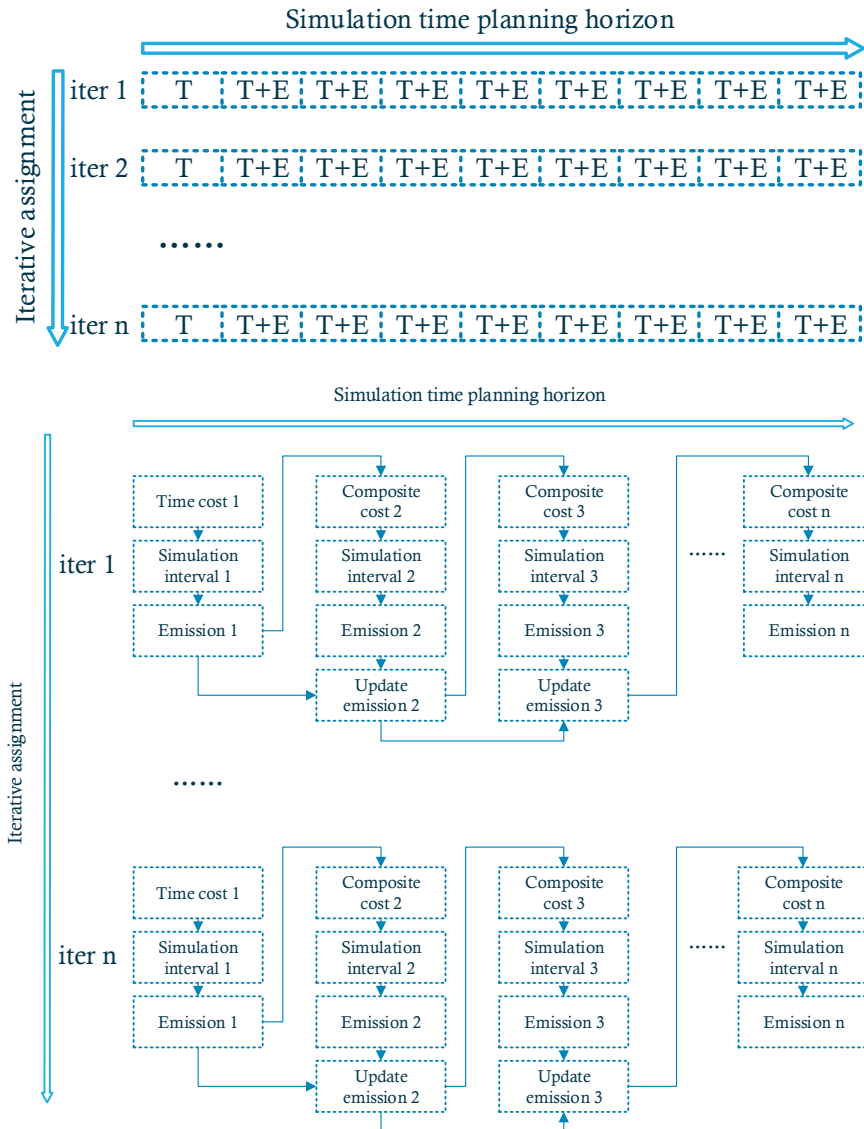 Simulation time planning horizon
Iterative assignment
iter 1 T T+E T+E T+E T+E T+E T+E T+E T+E
iter 2 T T+E T+E T+E T+E T+E T+E T+E T+E
......
iter n T T+E T+E T+E T+E T+E T+E T+E T+E
Simulation time planning horizon
Iterative assignment
iter 1
Time cost 1
Simulation
interval 1
Emission 1
Composite
cost 2
Simulation
interval 2
Emission 2
Update
emission 2
Composite
cost 3
Simulation
interval 3
Emission 3
Update
emission 3
......
Composite
cost n
Simulation
interval n
Emission n
......
iter n
Time cost 1
Simulation
interval 1
Emission 1
Composite
cost 2
Simulation
interval 2
Emission 2
Update
emission 2
Composite
cost 3
Simulation
interval 3
Emission 3
Update
emission 3
......
Composite
cost n
Simulation
interval n
Emission n